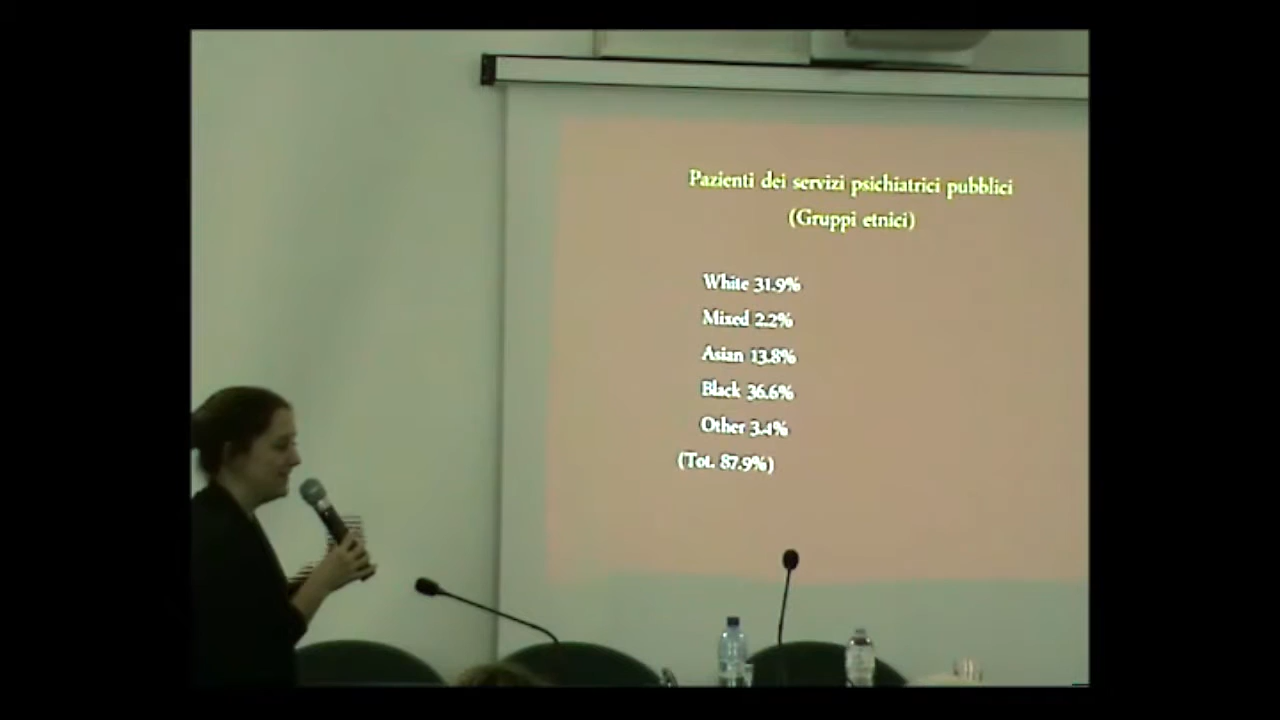 Pazienti dei servizi psichiatrici pubblici
(Gruppi etnici)
White 31.9%
Mixed 2.2%
Asian 13.8%
Black 36.6%
Other 3.4%
(Tot. 87.9%)